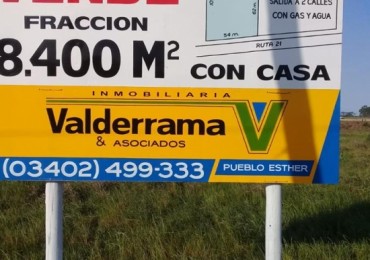 VENDE
FRACCION
8.400 M²
CON CASA
SALIDA A 2 CALLES
CON GAS Y AGUA
54 m.
RUTA 21
INMOBILIARIA
Valderrama
& ASOCIADOS
V
(03402) 499-333
PUEBLO ESTHER